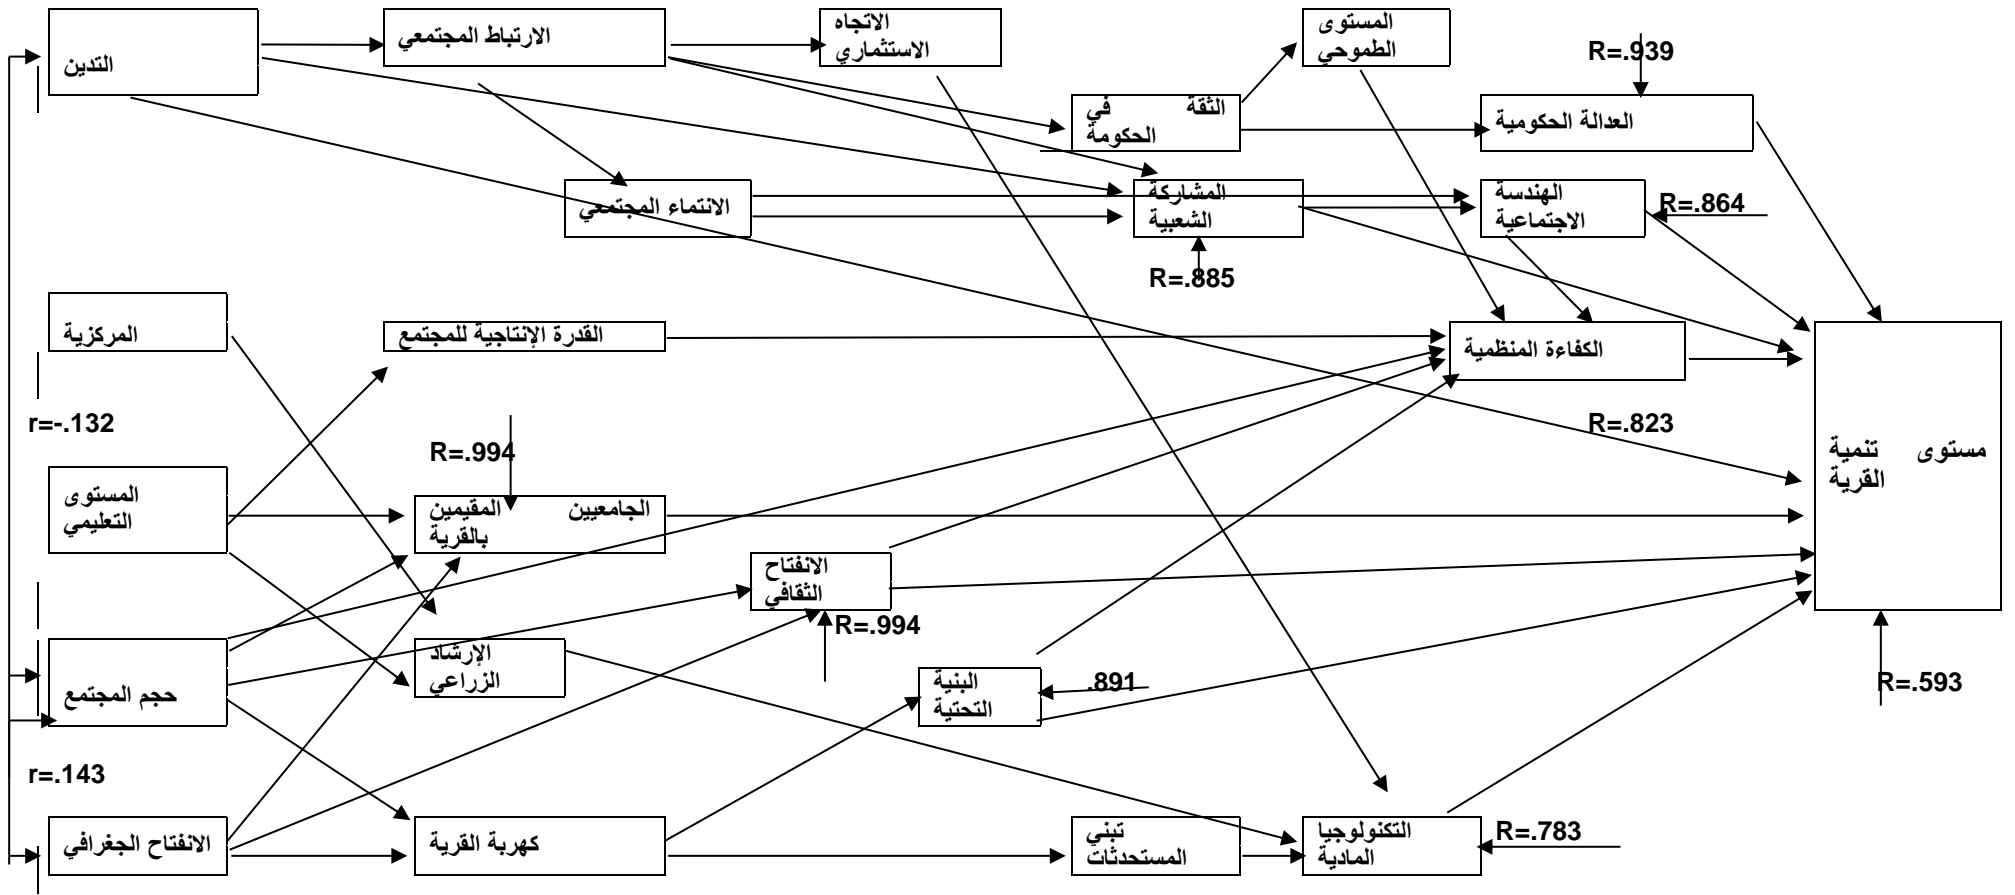 التدين
الارتباط المجتمعي
الاتجاه
الاستثماري
المستوى
الطموحي
R=.939
الثقة في
الحكومة
العدالة الحكومية
الانتماء المجتمعي
المشاركة
الشعبية
الهندسة
الاجتماعية
R=.864
R=.885
المركزية
القدرة الإنتاجية للمجتمع
الكفاءة المنظمية
r=-.132
R=.994
R=.823
مستوى تنمية
القرية
المستوى
التعليمي
الجامعيين المقيمين
بالقرية
الانفتاح
الثقافي
R=.994
حجم المجتمع
الإرشاد
الزراعي
البنية
التحتية
.891
R=.593
r=.143
الانفتاح الجغرافي
كهربة القرية
تبني
المستحدثات
التكنولوجيا
المادية
R=.783